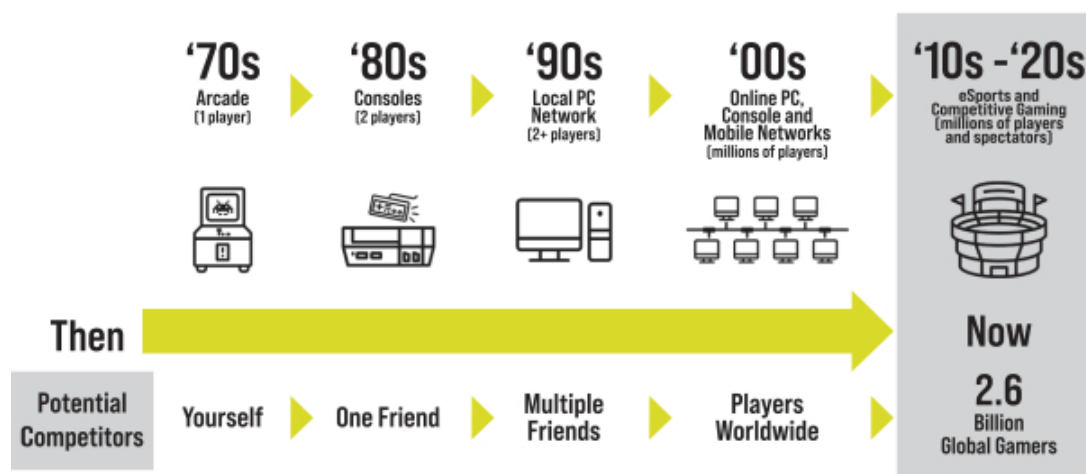 ‘70s
Arcade
(1 player)
‘80s
Consoles
(2 players)
‘90s
Local PC
Network
(2+ players)
‘00s
Online PC,
Console and
Mobile Networks
(millions of players)
‘10s -‘20s
eSports and
Competitive Gaming
(millions of players
and spectators)
Then
Now
Potential
Competitors
Yourself
One Friend
Multiple
Friends
Players
Worldwide
2.6
Billion
Global Gamers